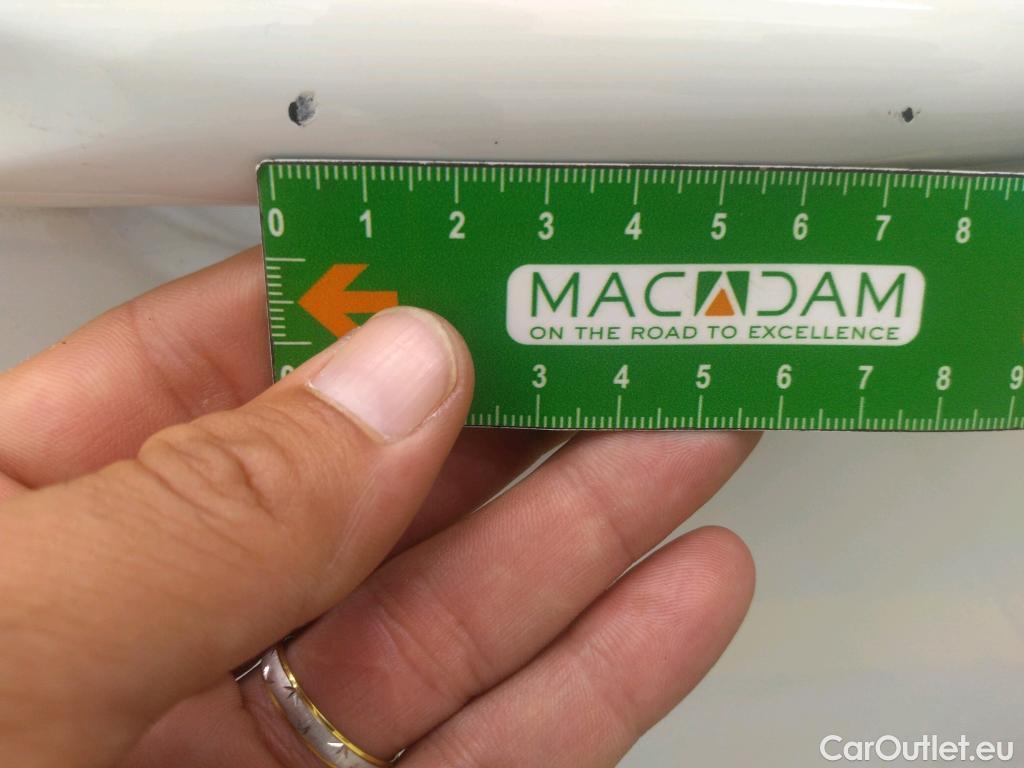 0 1 2 3 4 5 6 7 8
MACADAM
ON THE ROAD TO EXCELLENCE
3 4 5 6 7 8 9
CarOutlet.eu